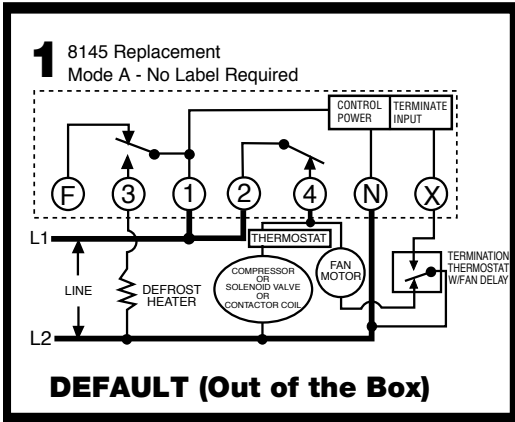 1
8145 Replacement
Mode A - No Label Required
CONTROL
POWER
TERMINATE
INPUT
F
3
1
2
4
N
X
L1
THERMOSTAT
LINE
DEFROST
HEATER
COMPRESSOR
OR
SOLENOID VALVE
OR
CONTACTOR COIL
FAN
MOTOR
TERMINATION
THERMOSTAT
W/FAN DELAY
L2
DEFAULT (Out of the Box)